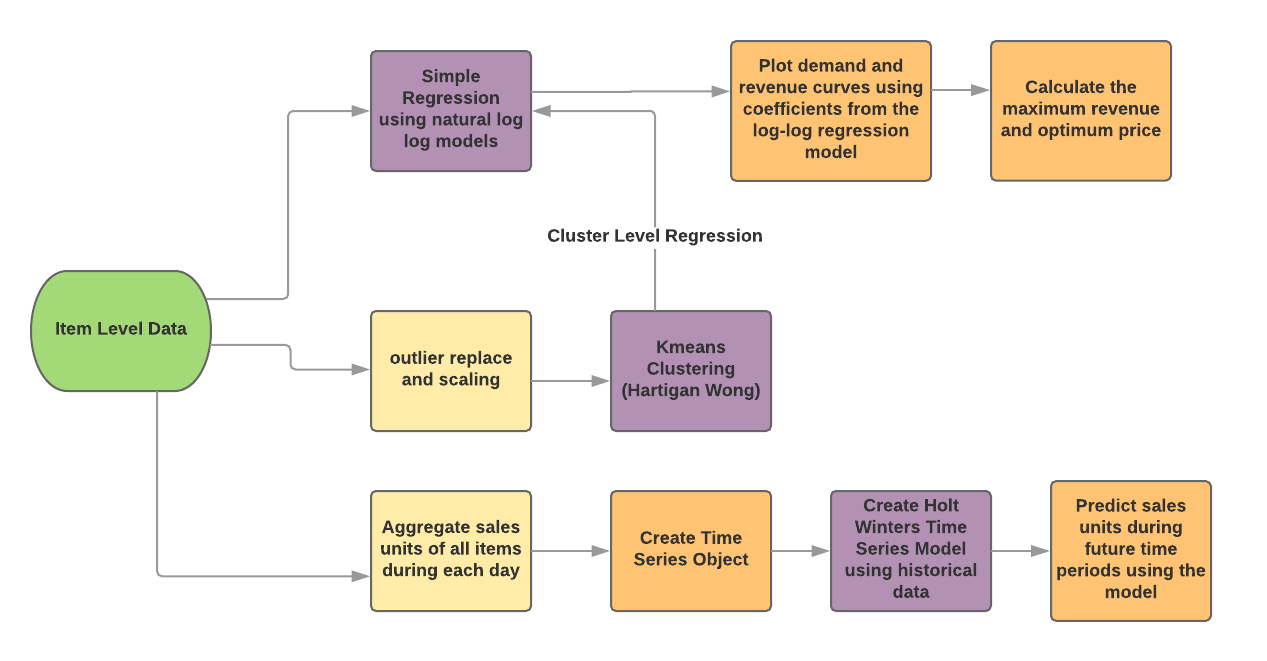 Simple
Regression
using natural log
log models
Plot demand and
revenue curves using
coefficients from the
log-log regression
model
Calculate the
maximum revenue
and optimum price
Cluster Level Regression
Item Level Data
outlier replace
and scaling
Kmeans
Clustering
(Hartigan Wong)
Aggregate sales
units of all items
during each day
Create Time
Series Object
Create Holt
Winters Time
Series Model
using historical
data
Predict sales
units during
future time
periods using the
model